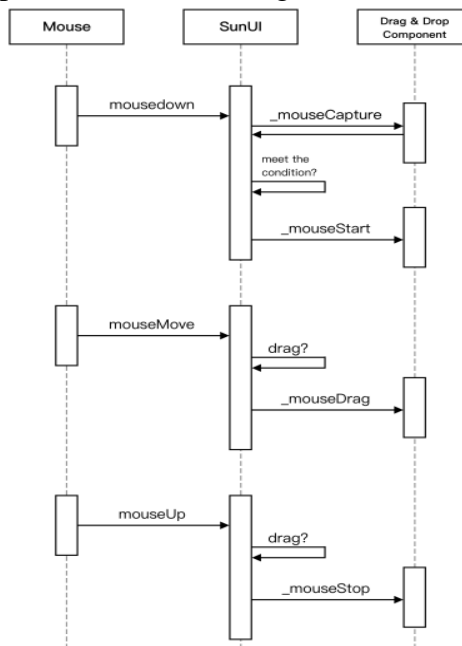 Mouse
SunUI
Drag & Drop
Component
mousedown
_mouseCapture
meet the
condition?
_mouseStart
mouseMove
drag?
_mouseDrag
mouseUp
drag?
_mouseStop